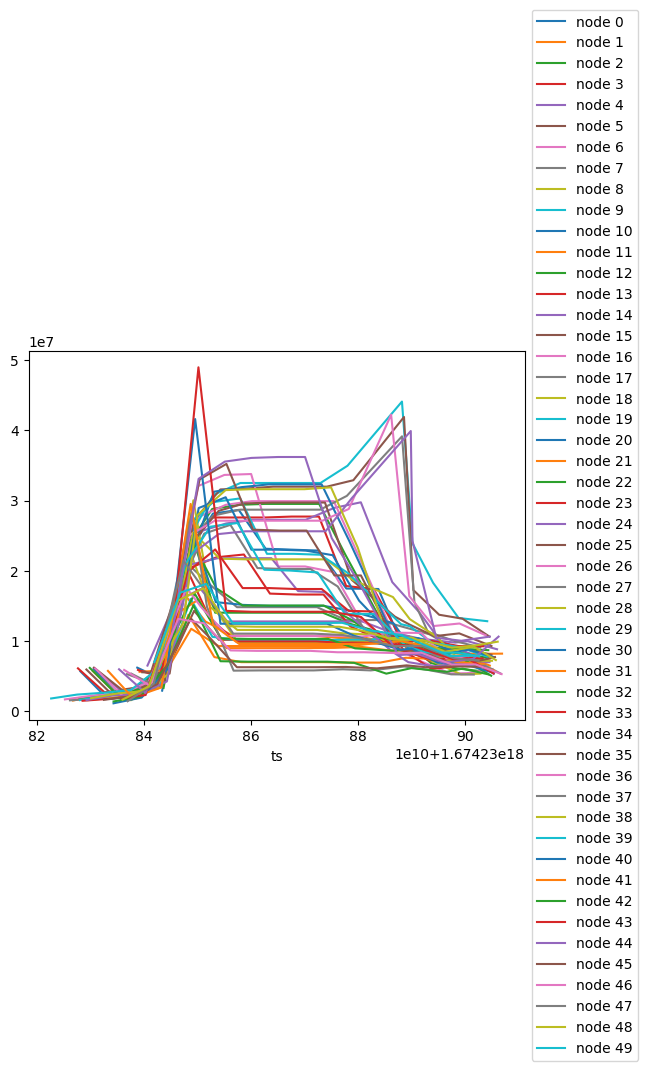 1e7
5
4
3
2
1
0
82
84
86
88
90
1e10+1.67423e18
ts
node 0
node 1
node 2
node 3
node 4
node 5
node 6
node 7
node 8
node 9
node 10
node 11
node 12
node 13
node 14
node 15
node 16
node 17
node 18
node 19
node 20
node 21
node 22
node 23
node 24
node 25
node 26
node 27
node 28
node 29
node 30
node 31
node 32
node 33
node 34
node 35
node 36
node 37
node 38
node 39
node 40
node 41
node 42
node 43
node 44
node 45
node 46
node 47
node 48
node 49